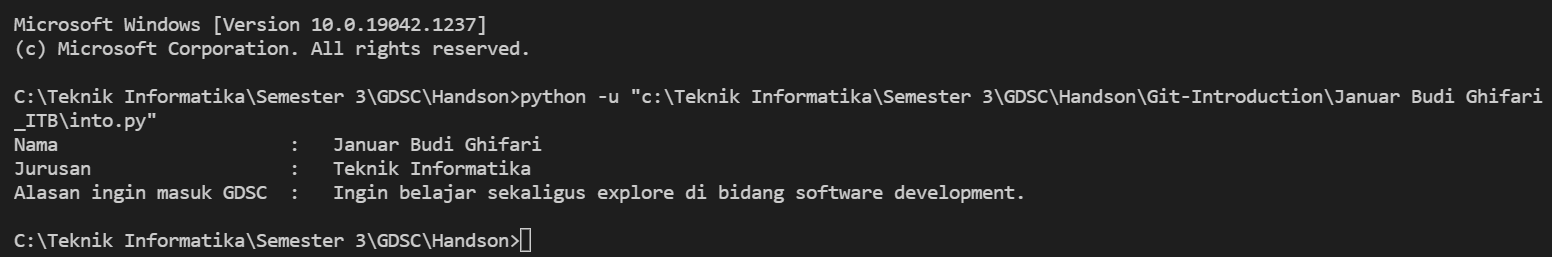 Microsoft Windows [Version 10.0.19042.1237]
(c) Microsoft Corporation. All rights reserved.
C:\Teknik Informatika\Semester 3\GDSC\Handson>python -u "c:\Teknik Informatika\Semester 3\GDSC\Handson\Git-Introduction\Januar Budi Ghifari
_ITB\into.py"
Nama                     :   Januar Budi Ghifari
Jurusan                  :   Teknik Informatika
Alasan ingin masuk GDSC  :   Ingin belajar sekaligus explore di bidang software development.
C:\Teknik Informatika\Semester 3\GDSC\Handson>